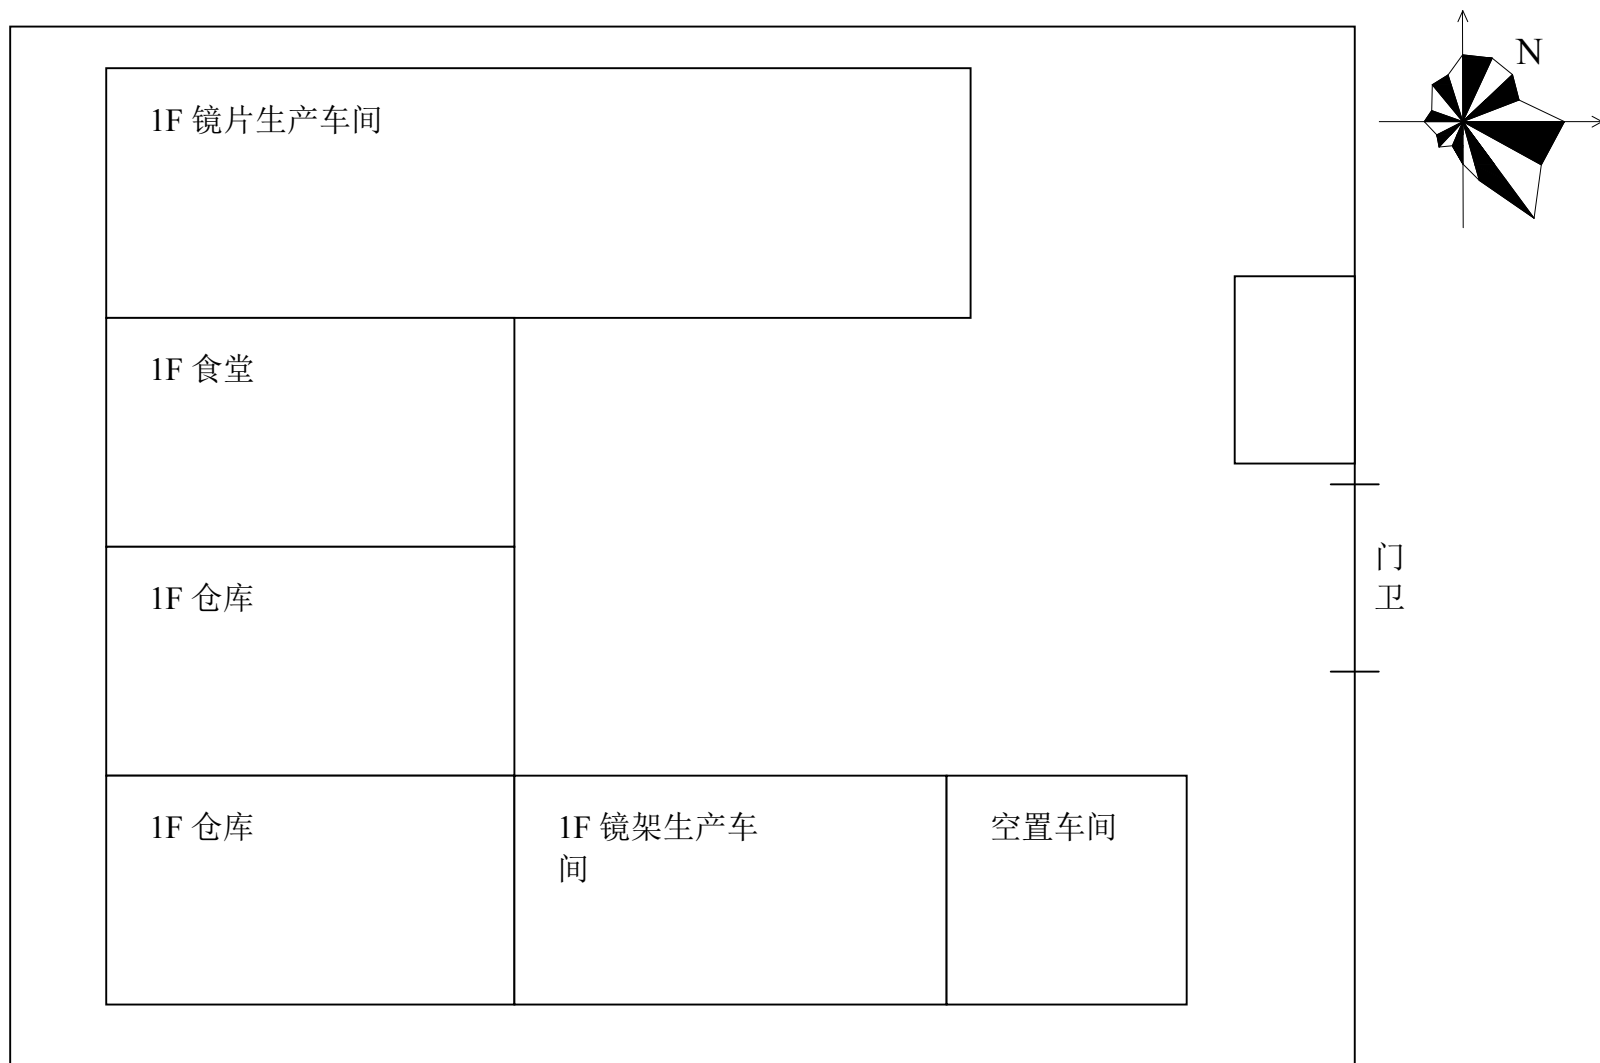 N
1F 镜片生产车间
1F 食堂
门
卫
1F 仓库
1F 仓库
1F 镜架生产车
间
空置车间